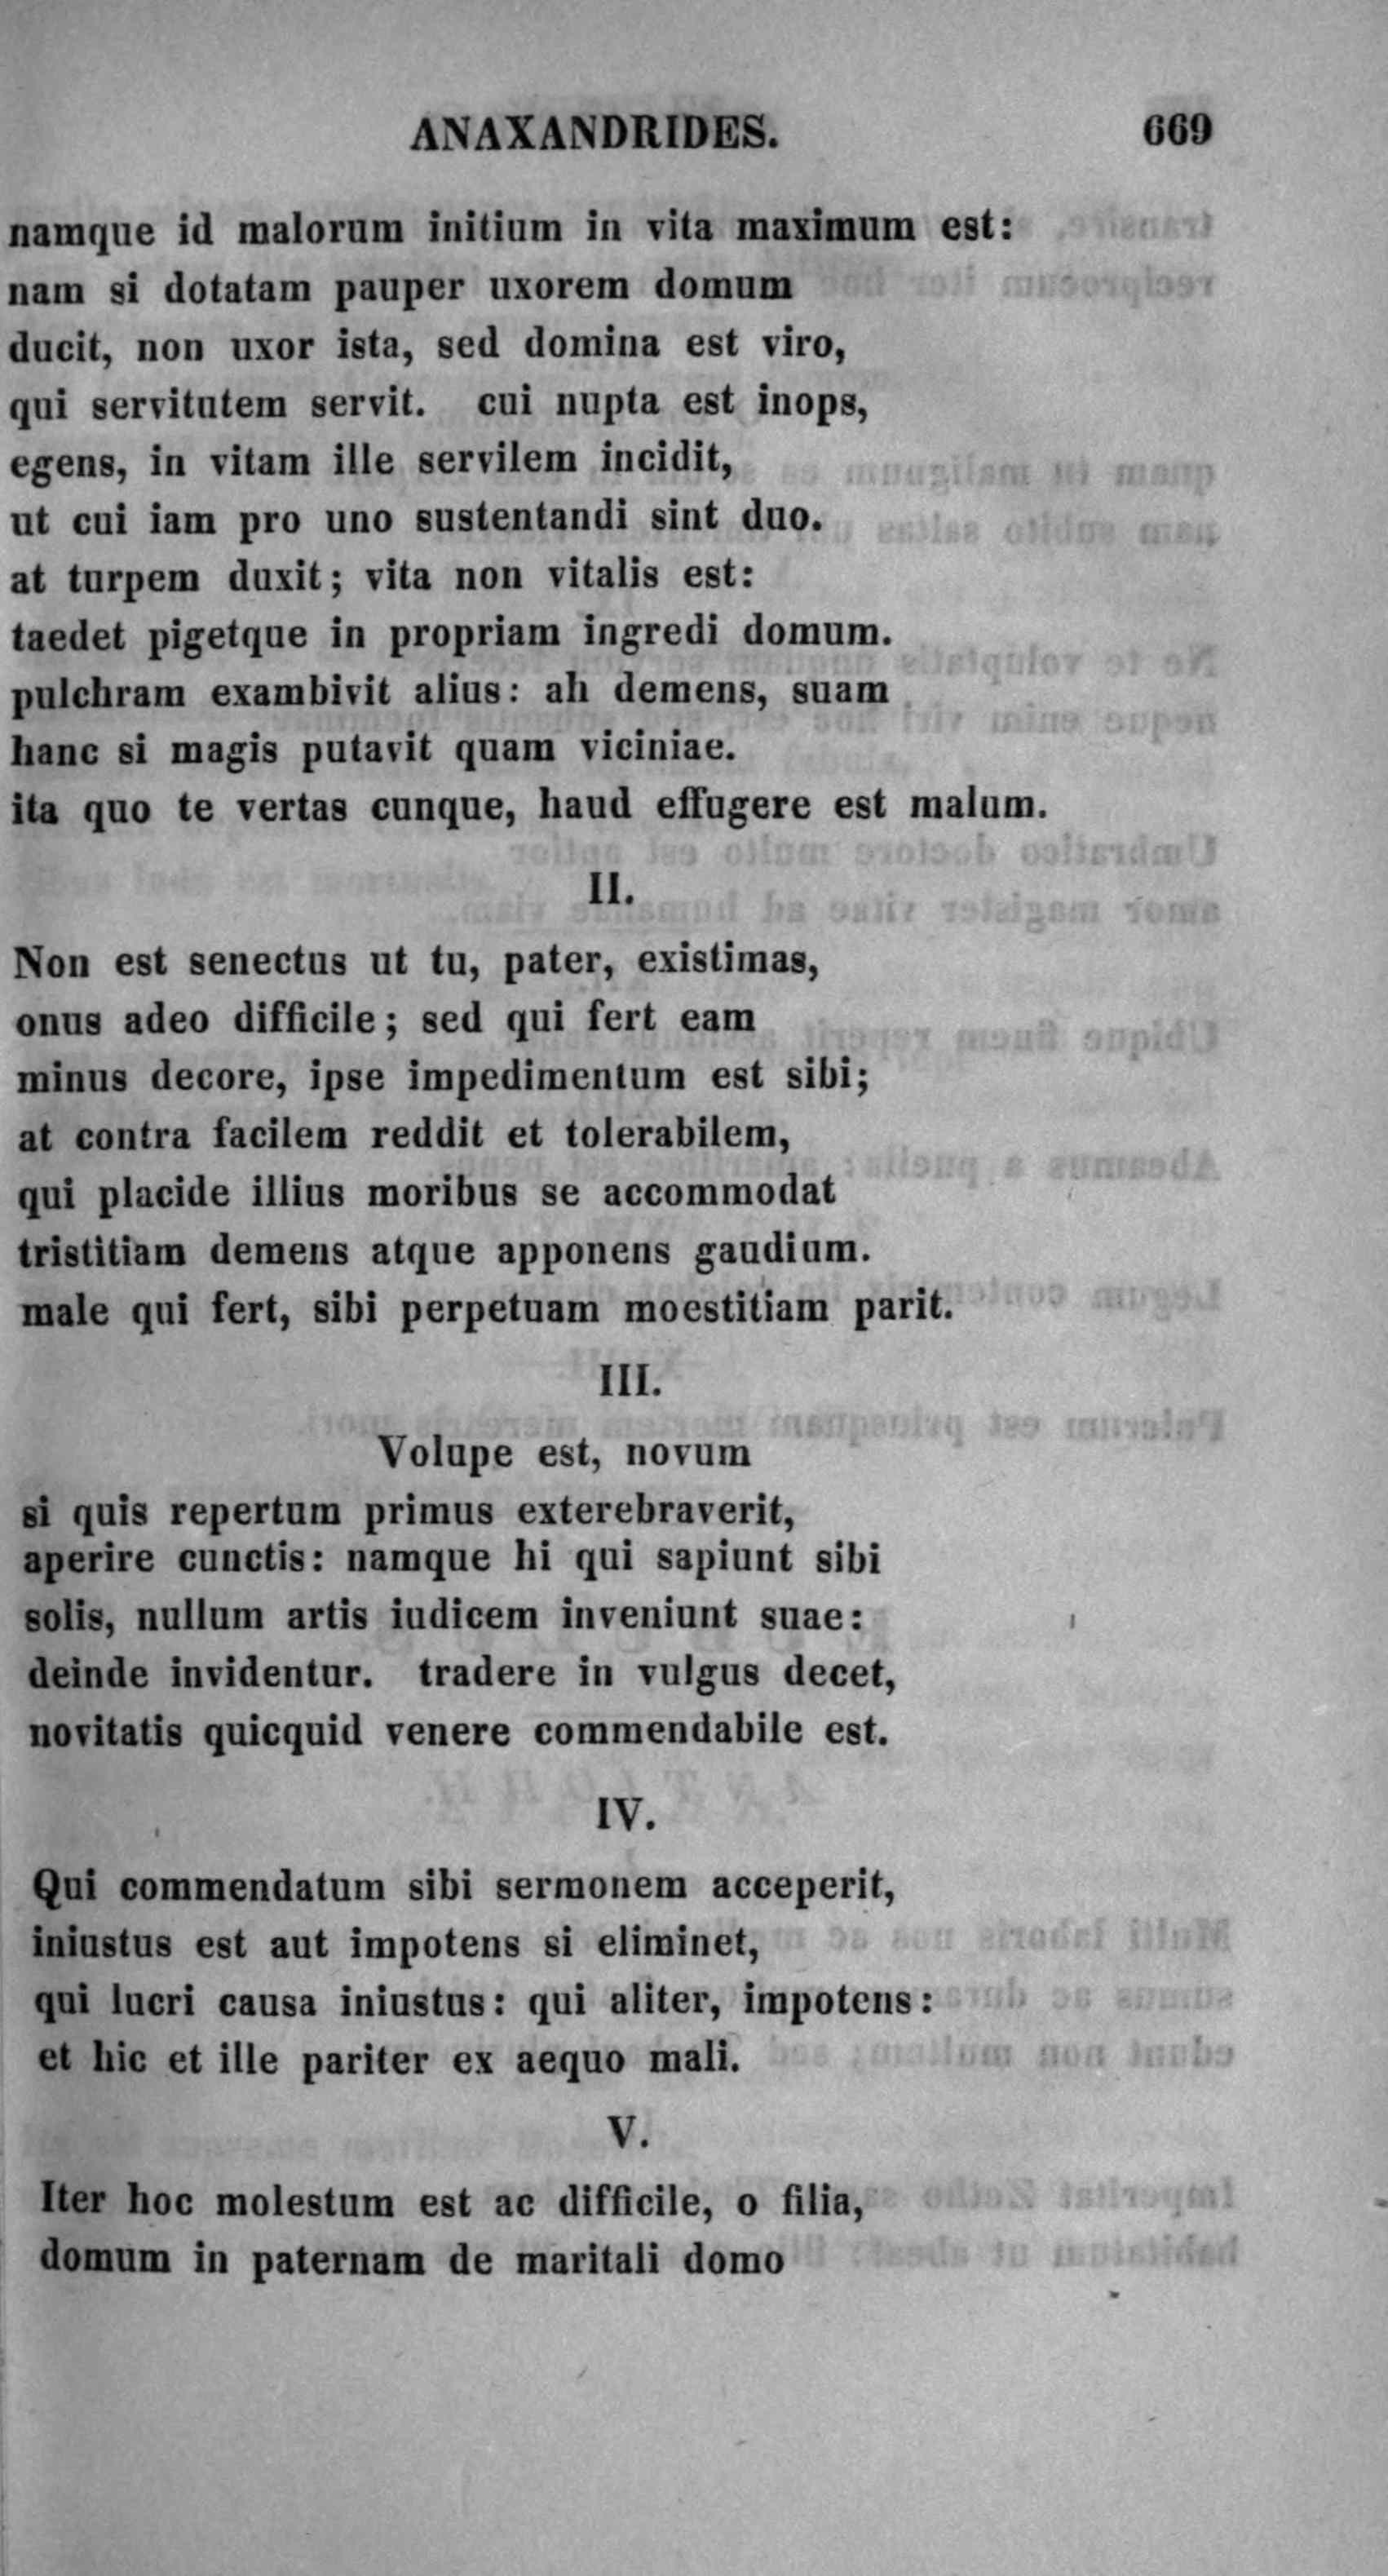 ANAXANDRIDES. 669
namque id malorum initium in vita maximum est:
nam si dotatam pauper uxorem domum
ducit, non uxor ista, sed domina est viro,
qui servitutem servit. cui nupta est inops,
egens, in vitam ille servilem incidit,
ut cui iam pro uno sustentandi sint duo.
at turpem duxit; vita non vitalis est:
taedet pigetque in propriam ingredi domum.
pulchram exambivit alius: ah demens, suam
hanc si magis putavit quam viciniae.
ita quo te vertas cunque, haud effugere est malum.
II.
Non est senectus ut tu, pater, existimas,
onus adeo difficile; sed qui fert eam
minus decore, ipse impedimentum est sibi;
at contra facilem reddit et tolerabilem,
qui placide illius moribus se accommodat
tristitiam demens atque apponens gaudium.
male qui fert, sibi perpetuam moestitiam parit.
III.
Volupe est, novum
si quis repertum primus exterebraverit,
aperire cunctis: namque hi qui sapiunt sibi
solis, nullum artis iudicem inveniunt suae:
deinde invidentur. tradere in vulgus decet,
novitatis quicquid venere commendabile est.
IV.
Qui commendatum sibi sermonem acceperit,
iniustus est aut impotens si eliminet,
qui lucri causa iniustus: qui aliter, impotens:
et hic et ille pariter ex aequo mali.
V.
Iter hoc molestum est ac difficile, o filia,
domum in paternam de maritali domo